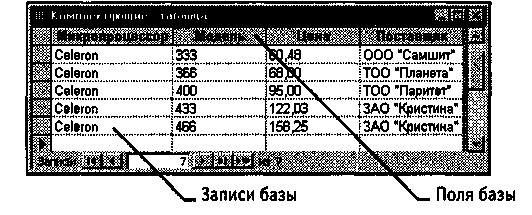 Комплектующие: таблица
Микропроцессор Модель Цена Поставщик
Celeron 333 60,48 ООО "Самшит"
Celeron 366 68,00 ТОО "Планета"
Celeron 400 95,00 ТОО "Паритет"
Celeron 433 122,03 ЗАО "Кристина"
Celeron 466 156,25 ЗАО "Кристина"
Запись: 7 из 7
Записи базы Поля базы